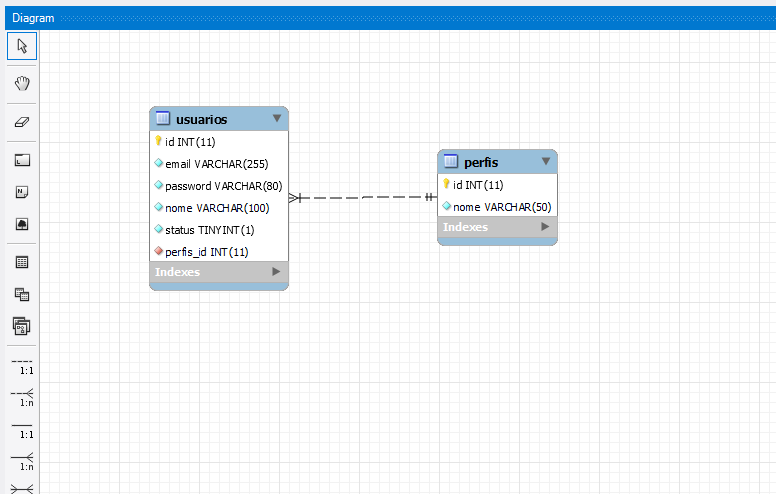 Diagram
usuarios
id INT(11)
email VARCHAR(255)
password VARCHAR(80)
nome VARCHAR(100)
status TINYINT(1)
perfis_id INT(11)
Indexes
perfis
id INT(11)
nome VARCHAR(50)
Indexes
1:1
1:n
1:1
1:n